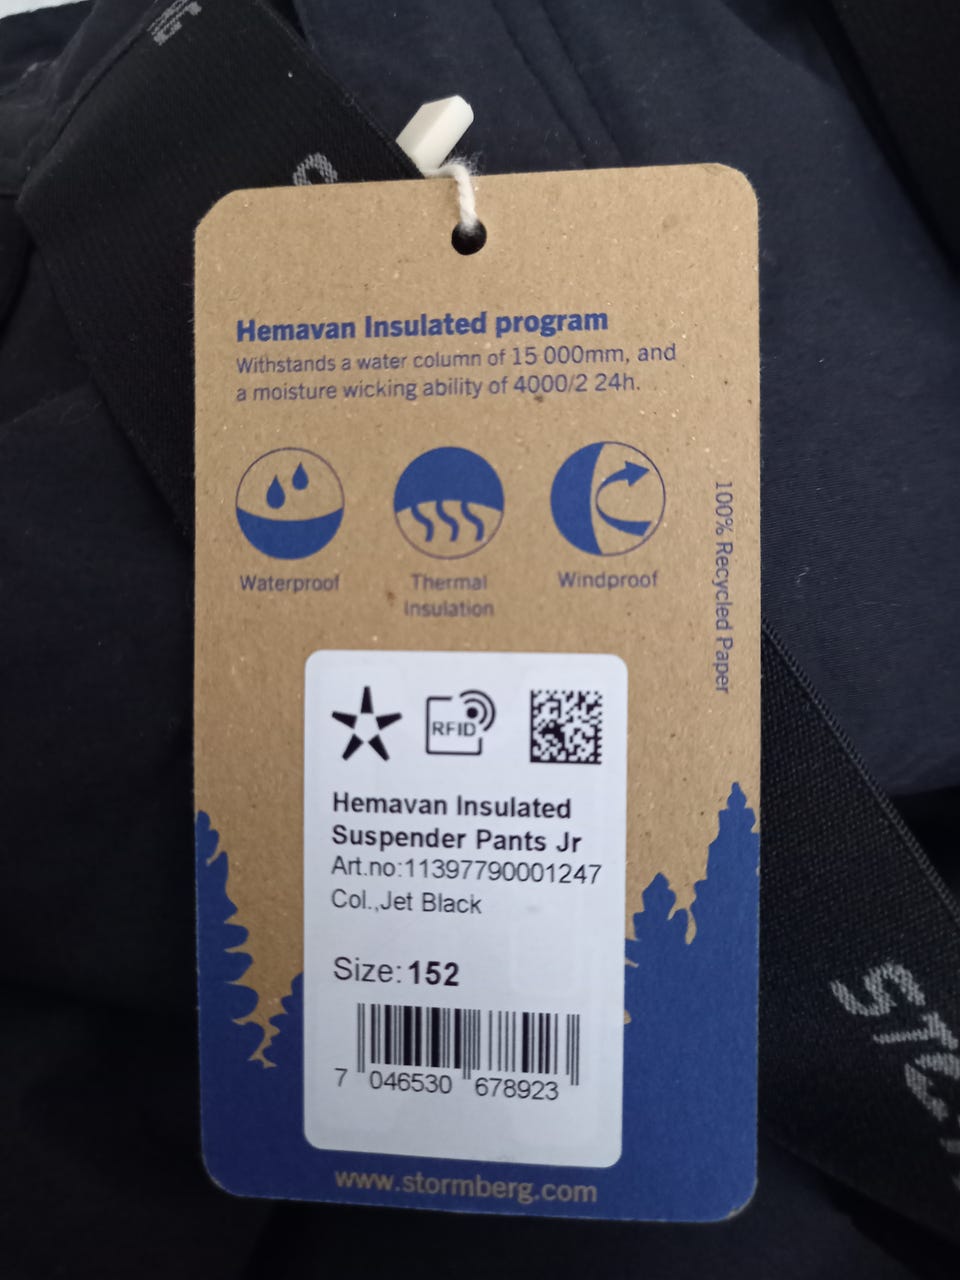 Hemavan Insulated program
Withstands a water column of 15 000mm, and
a moisture wicking ability of 4000/2 24h.
Waterproof
Thermal
Insulation
Windproof
100% Recycled Paper
RFID
Hemavan Insulated
Suspender Pants Jr
Art.no:11397790001247
Col.,Jet Black
Size: 152
7 046530 678923
www.stormberg.com